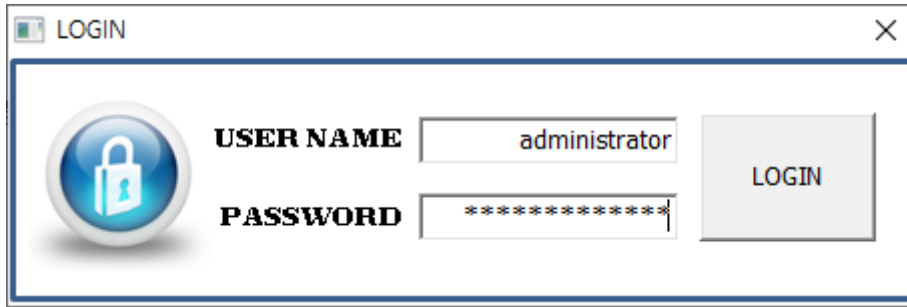 LOGIN
USER NAME administrator
PASSWORD *************
LOGIN